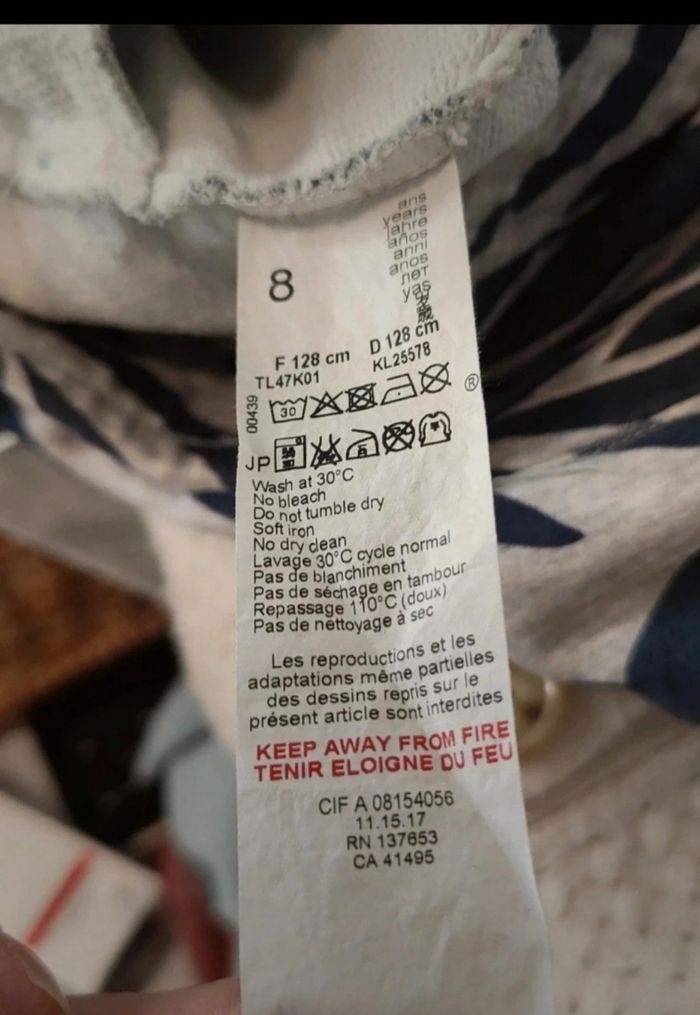 ans
years
Jahre
años
anni
anos
лет
yaş
歳
8
F 128 cm D 128 cm
TL47K01 KL25578
00439
30
®
JP
Wash at 30°C
No bleach
Do not tumble dry
Soft iron
No dry clean
Lavage 30°C cycle normal
Pas de blanchiment
Pas de séchage en tambour
Repassage 110°C (doux)
Pas de nettoyage à sec
Les reproductions et les
adaptations même partielles
des dessins repris sur le
présent article sont interdites
KEEP AWAY FROM FIRE
TENIR ELOIGNE DU FEU
CIF A 08154056
11.15.17
RN 137653
CA 41495